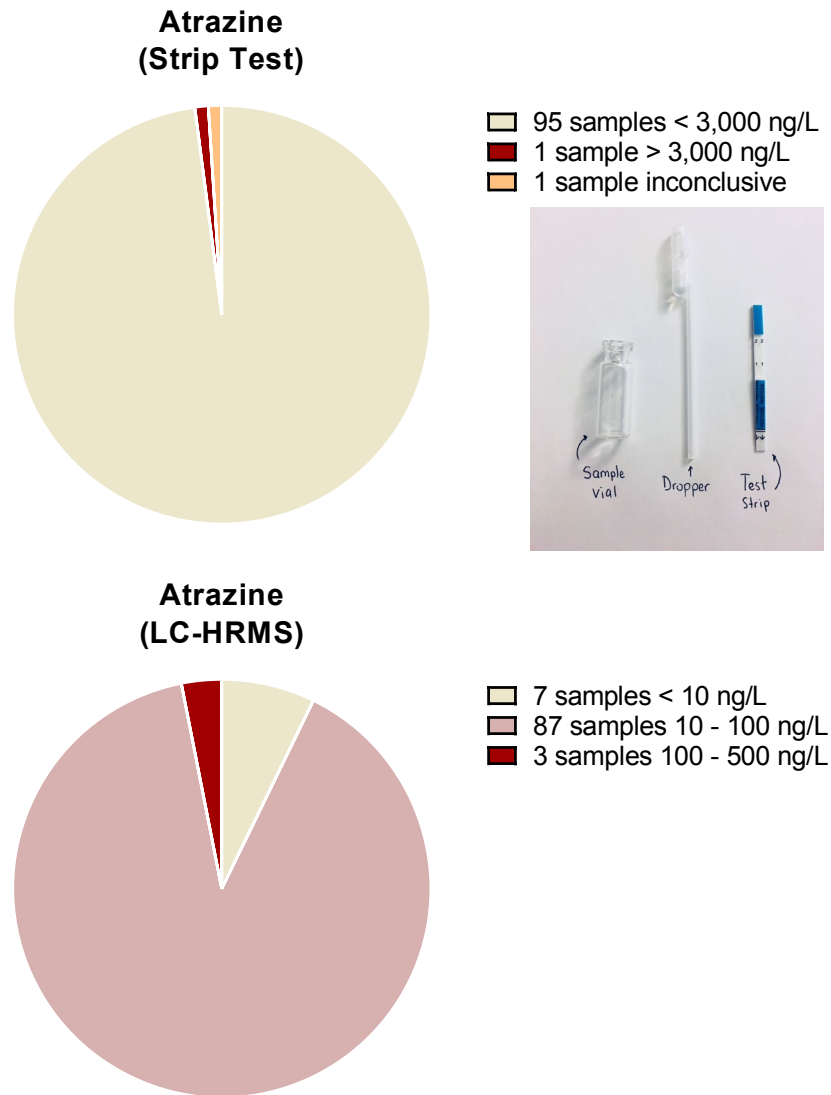 Atrazine
(Strip Test)
95 samples < 3,000 ng/L
1 sample > 3,000 ng/L
1 sample inconclusive
Sample
vial
Dropper
Test
Strip
Atrazine
(LC-HRMS)
7 samples < 10 ng/L
87 samples 10 - 100 ng/L
3 samples 100 - 500 ng/L